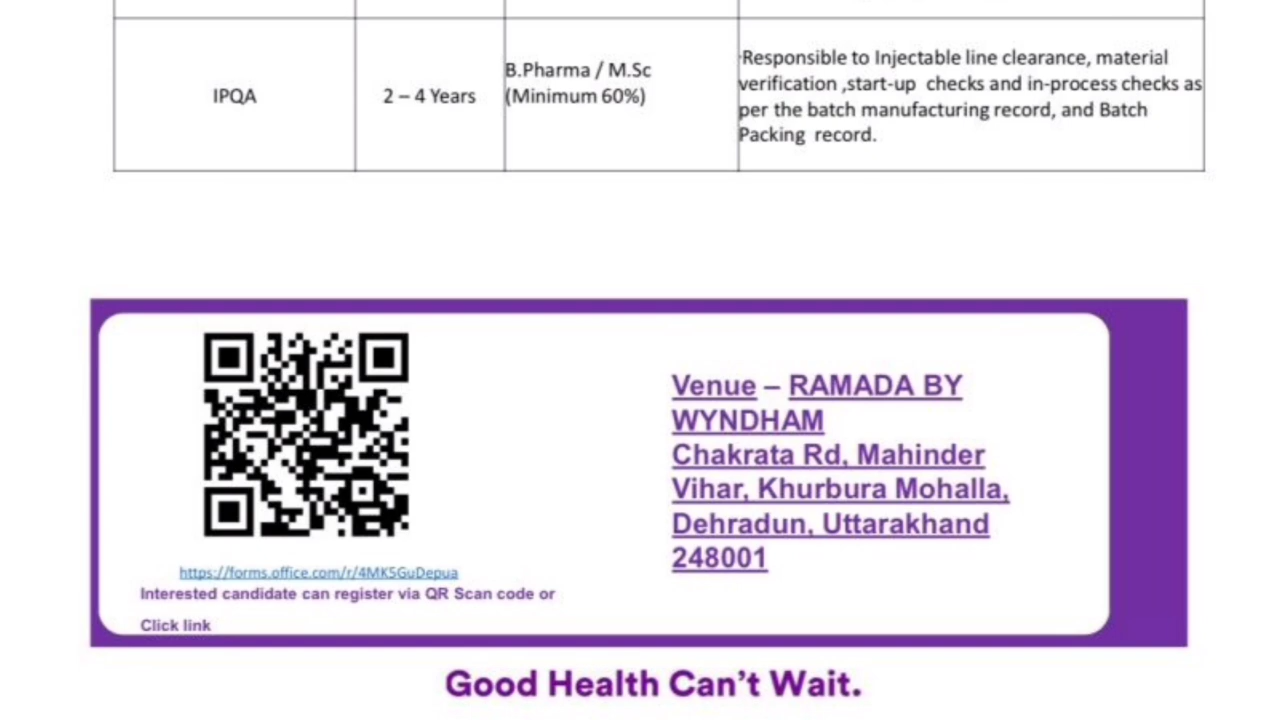 IPQA
2 – 4 Years
B.Pharma / M.Sc
(Minimum 60%)
·Responsible to Injectable line clearance, material
verification ,start-up  checks and in-process checks as
per the batch manufacturing record, and Batch
Packing  record.
https://forms.office.com/r/4MK5GuDepua
Interested candidate can register via QR Scan code or
Click link
Venue – RAMADA BY
WYNDHAM
Chakrata Rd, Mahinder
Vihar, Khurbura Mohalla,
Dehradun, Uttarakhand
248001
Good Health Can’t Wait.